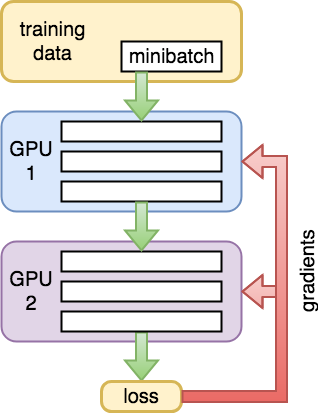 training
data
minibatch
GPU
1
GPU
2
gradients
loss